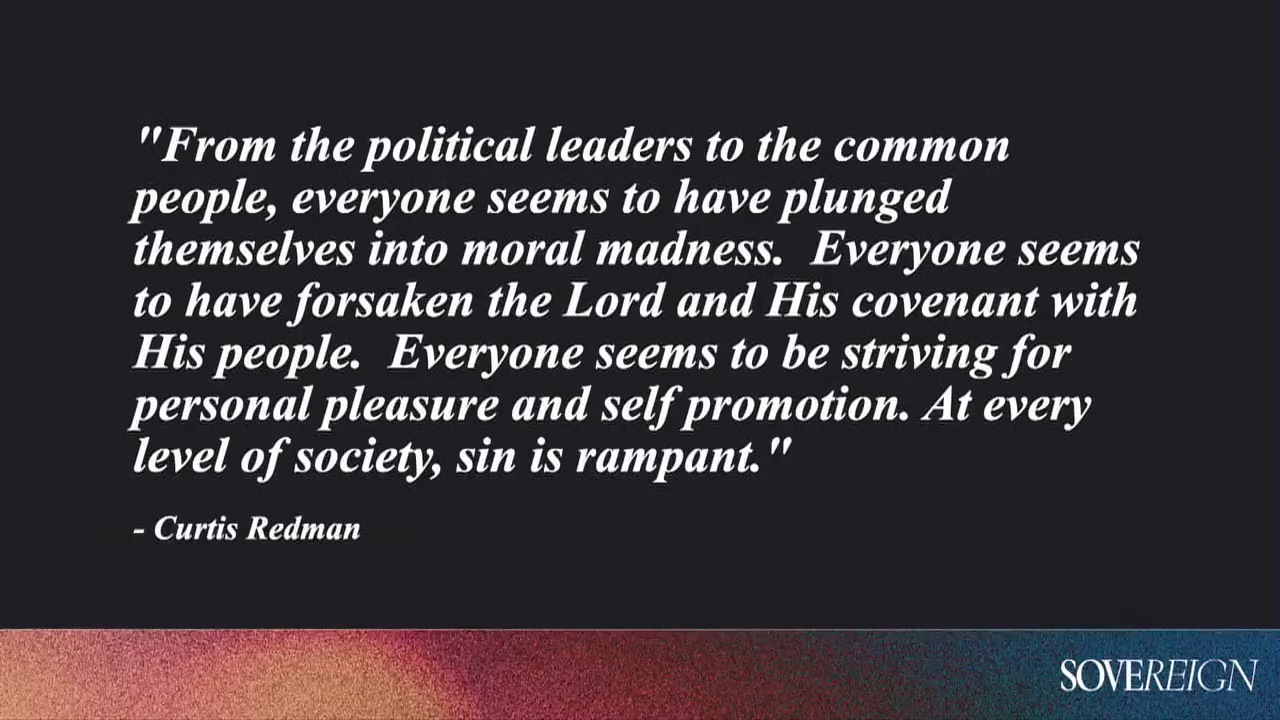 "From the political leaders to the common
people, everyone seems to have plunged
themselves into moral madness.  Everyone seems
to have forsaken the Lord and His covenant with
His people.  Everyone seems to be striving for
personal pleasure and self promotion. At every
level of society, sin is rampant."
- Curtis Redman
SOVEREIGN